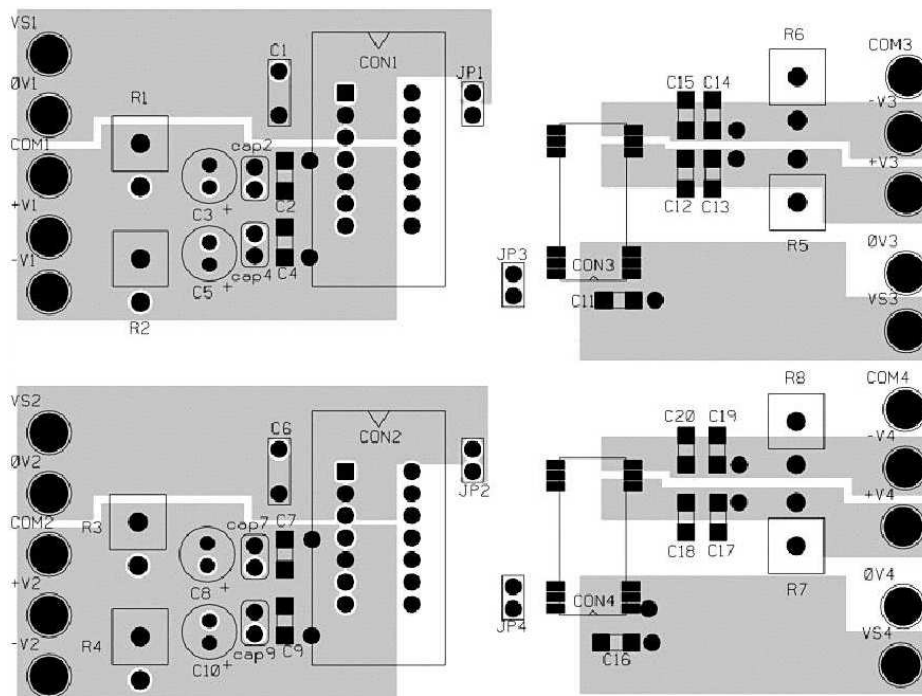 VS1
ØV1
COM1
+V1
-V1
R1
R2
C1
CON1
JP1
cap2
C3 +
C2
cap4
C5 +
C4
R6
COM3
C15 C14
-V3
+V3
C12 C13
R5
ØV3
JP3
CON3
C11
VS3
VS2
ØV2
COM2
+V2
-V2
R3
R4
C6
CON2
JP2
cap7
C7
C8 +
cap9
C10 +
C9
R8
COM4
C20 C19
-V4
+V4
C18 C17
R7
ØV4
JP4
CON4
VS4
C16